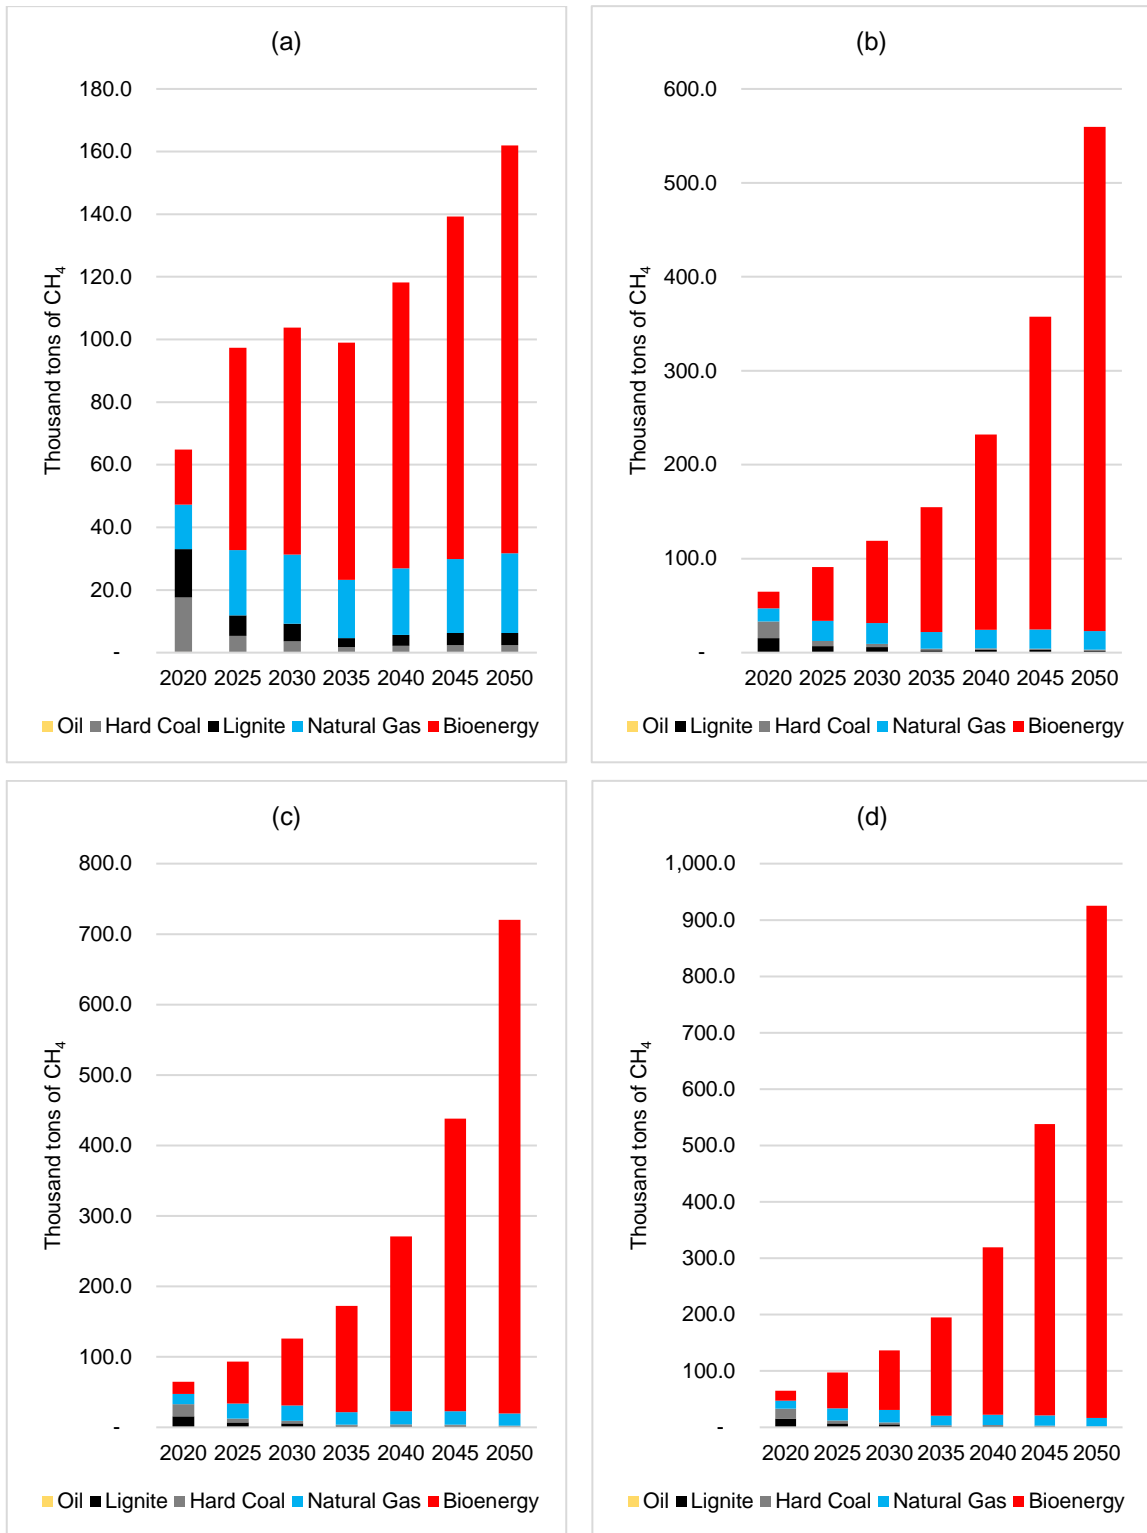 (a)
180.0
160.0
140.0
120.0
100.0
80.0
60.0
40.0
20.0
-
Thousand tons of CH₄
2020 2025 2030 2035 2040 2045 2050
Oil Hard Coal Lignite Natural Gas Bioenergy
(b)
600.0
500.0
400.0
300.0
200.0
100.0
-
Thousand tons of CH₄
2020 2025 2030 2035 2040 2045 2050
Oil Lignite Hard Coal Natural Gas Bioenergy
(c)
800.0
700.0
600.0
500.0
400.0
300.0
200.0
100.0
-
Thousand tons of CH₄
2020 2025 2030 2035 2040 2045 2050
Oil Lignite Hard Coal Natural Gas Bioenergy
(d)
1,000.0
900.0
800.0
700.0
600.0
500.0
400.0
300.0
200.0
100.0
-
Thousand tons of CH₄
2020 2025 2030 2035 2040 2045 2050
Oil Lignite Hard Coal Natural Gas Bioenergy